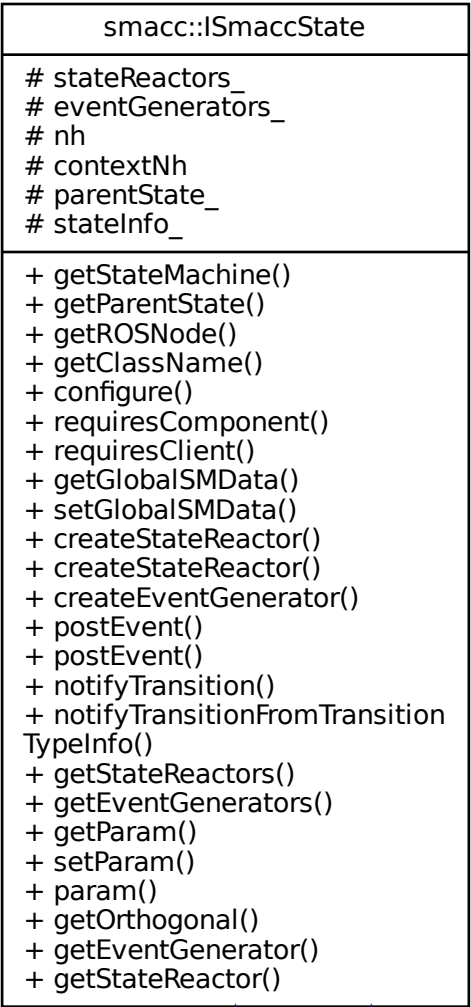 smacc::ISmaccState
# stateReactors_
# eventGenerators_
# nh
# contextNh
# parentState_
# stateInfo_
+ getStateMachine()
+ getParentState()
+ getROSNode()
+ getClassName()
+ configure()
+ requiresComponent()
+ requiresClient()
+ getGlobalSMData()
+ setGlobalSMData()
+ createStateReactor()
+ createStateReactor()
+ createEventGenerator()
+ postEvent()
+ postEvent()
+ notifyTransition()
+ notifyTransitionFromTransition
TypeInfo()
+ getStateReactors()
+ getEventGenerators()
+ getParam()
+ setParam()
+ param()
+ getOrthogonal()
+ getEventGenerator()
+ getStateReactor()